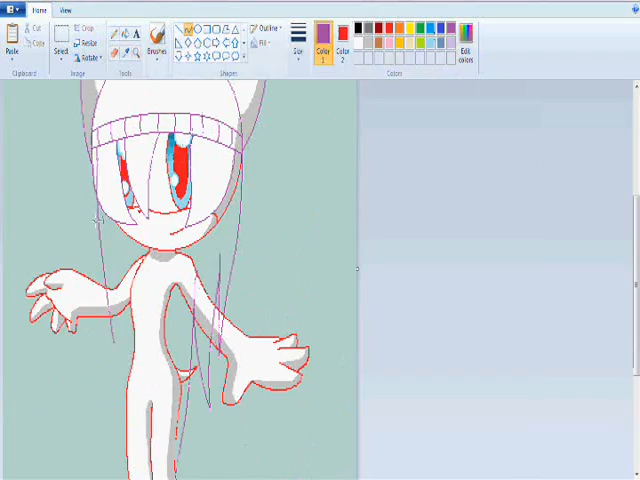 Home View
Paste
Cut
Copy
Clipboard
Select
Crop
Resize
Rotate
Image
A
Tools
Brushes
Outline
Fill
Shapes
Size
Color 1
Color 2
Edit colors
Colors